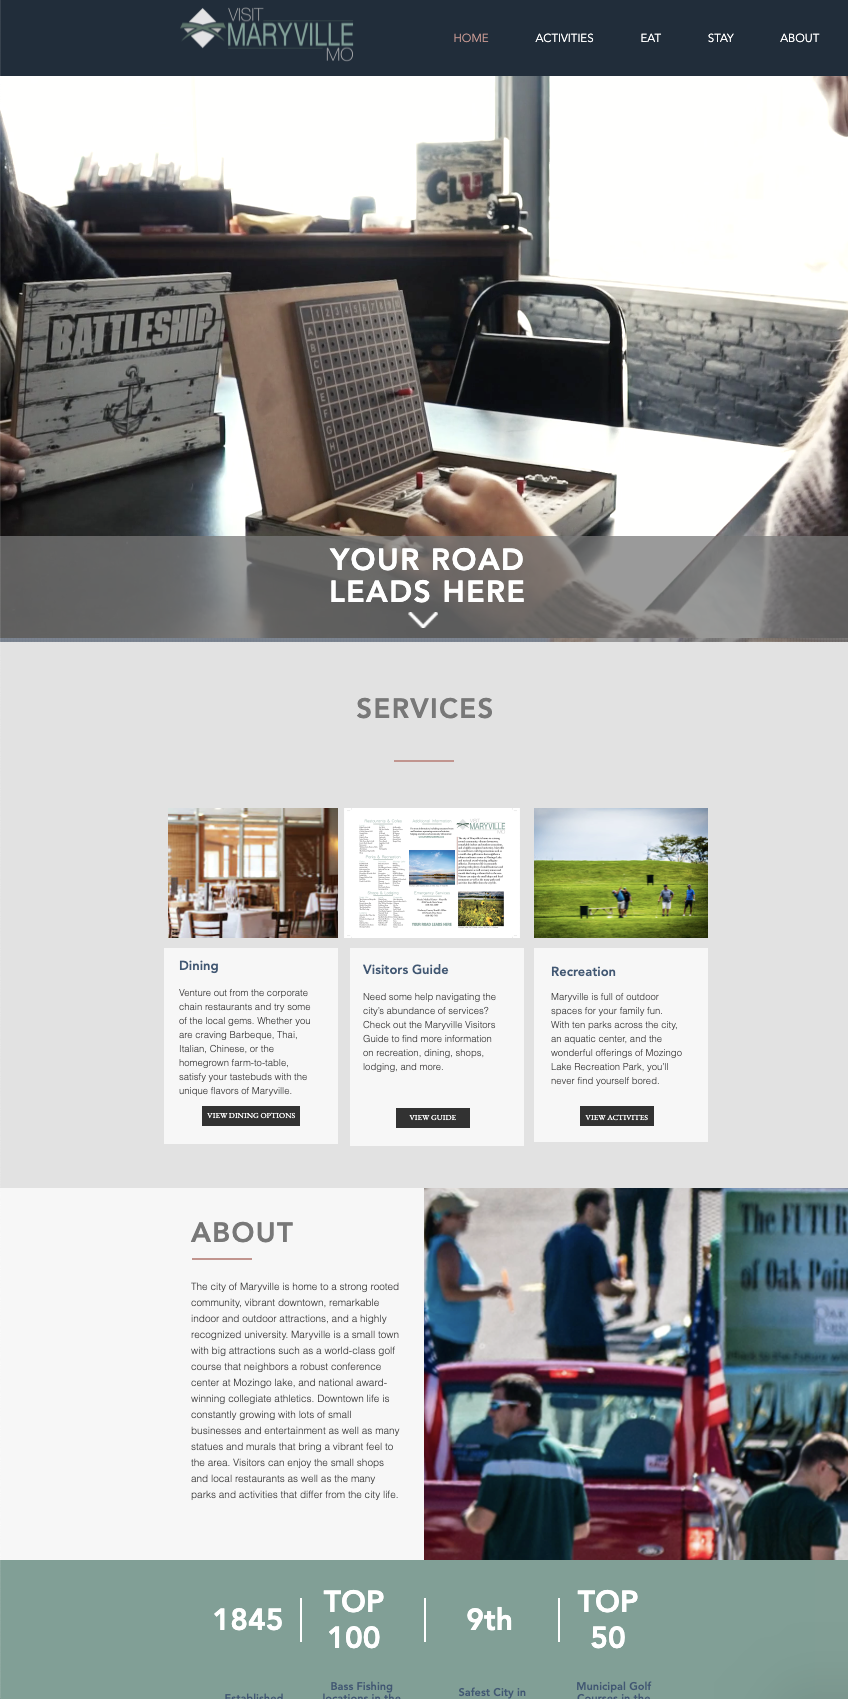 VISIT
MARYVILLE
MO
HOME ACTIVITIES EAT STAY ABOUT
CLUE
BATTLESHIP
YOUR ROAD
LEADS HERE
SERVICES
Dining
Venture out from the corporate
chain restaurants and try some
of the local gems. Whether you
are craving Barbeque, Thai,
Italian, Chinese, or the
homegrown farm-to-table,
satisfy your tastebuds with the
unique flavors of Maryville.
VIEW DINING OPTIONS
MARYVILLE
Visitors Guide
Need some help navigating the
city's abundance of services?
Check out the Maryville Visitors
Guide to find more information
on recreation, dining, shops,
lodging, and more.
VIEW GUIDE
Recreation
Maryville is full of outdoor
spaces for your family fun.
With ten parks across the city,
an aquatic center, and the
wonderful offerings of Mozingo
Lake Recreation Park, you'll
never find yourself bored.
VIEW ACTIVITES
ABOUT
The city of Maryville is home to a strong rooted
community, vibrant downtown, remarkable
indoor and outdoor attractions, and a highly
recognized university. Maryville is a small town
with big attractions such as a world-class golf
course that neighbors a robust conference
center at Mozingo lake, and national award-
winning collegiate athletics. Downtown life is
constantly growing with lots of small
businesses and entertainment as well as many
statues and murals that bring a vibrant feel to
the area. Visitors can enjoy the small shops
and local restaurants as well as the many
parks and activities that differ from the city life.
The FUTUR
of Oak Poin
1845
TOP
100
9th
TOP
50
Established
Bass Fishing
locations in the
Safest City in
Municipal Golf
Courses in the